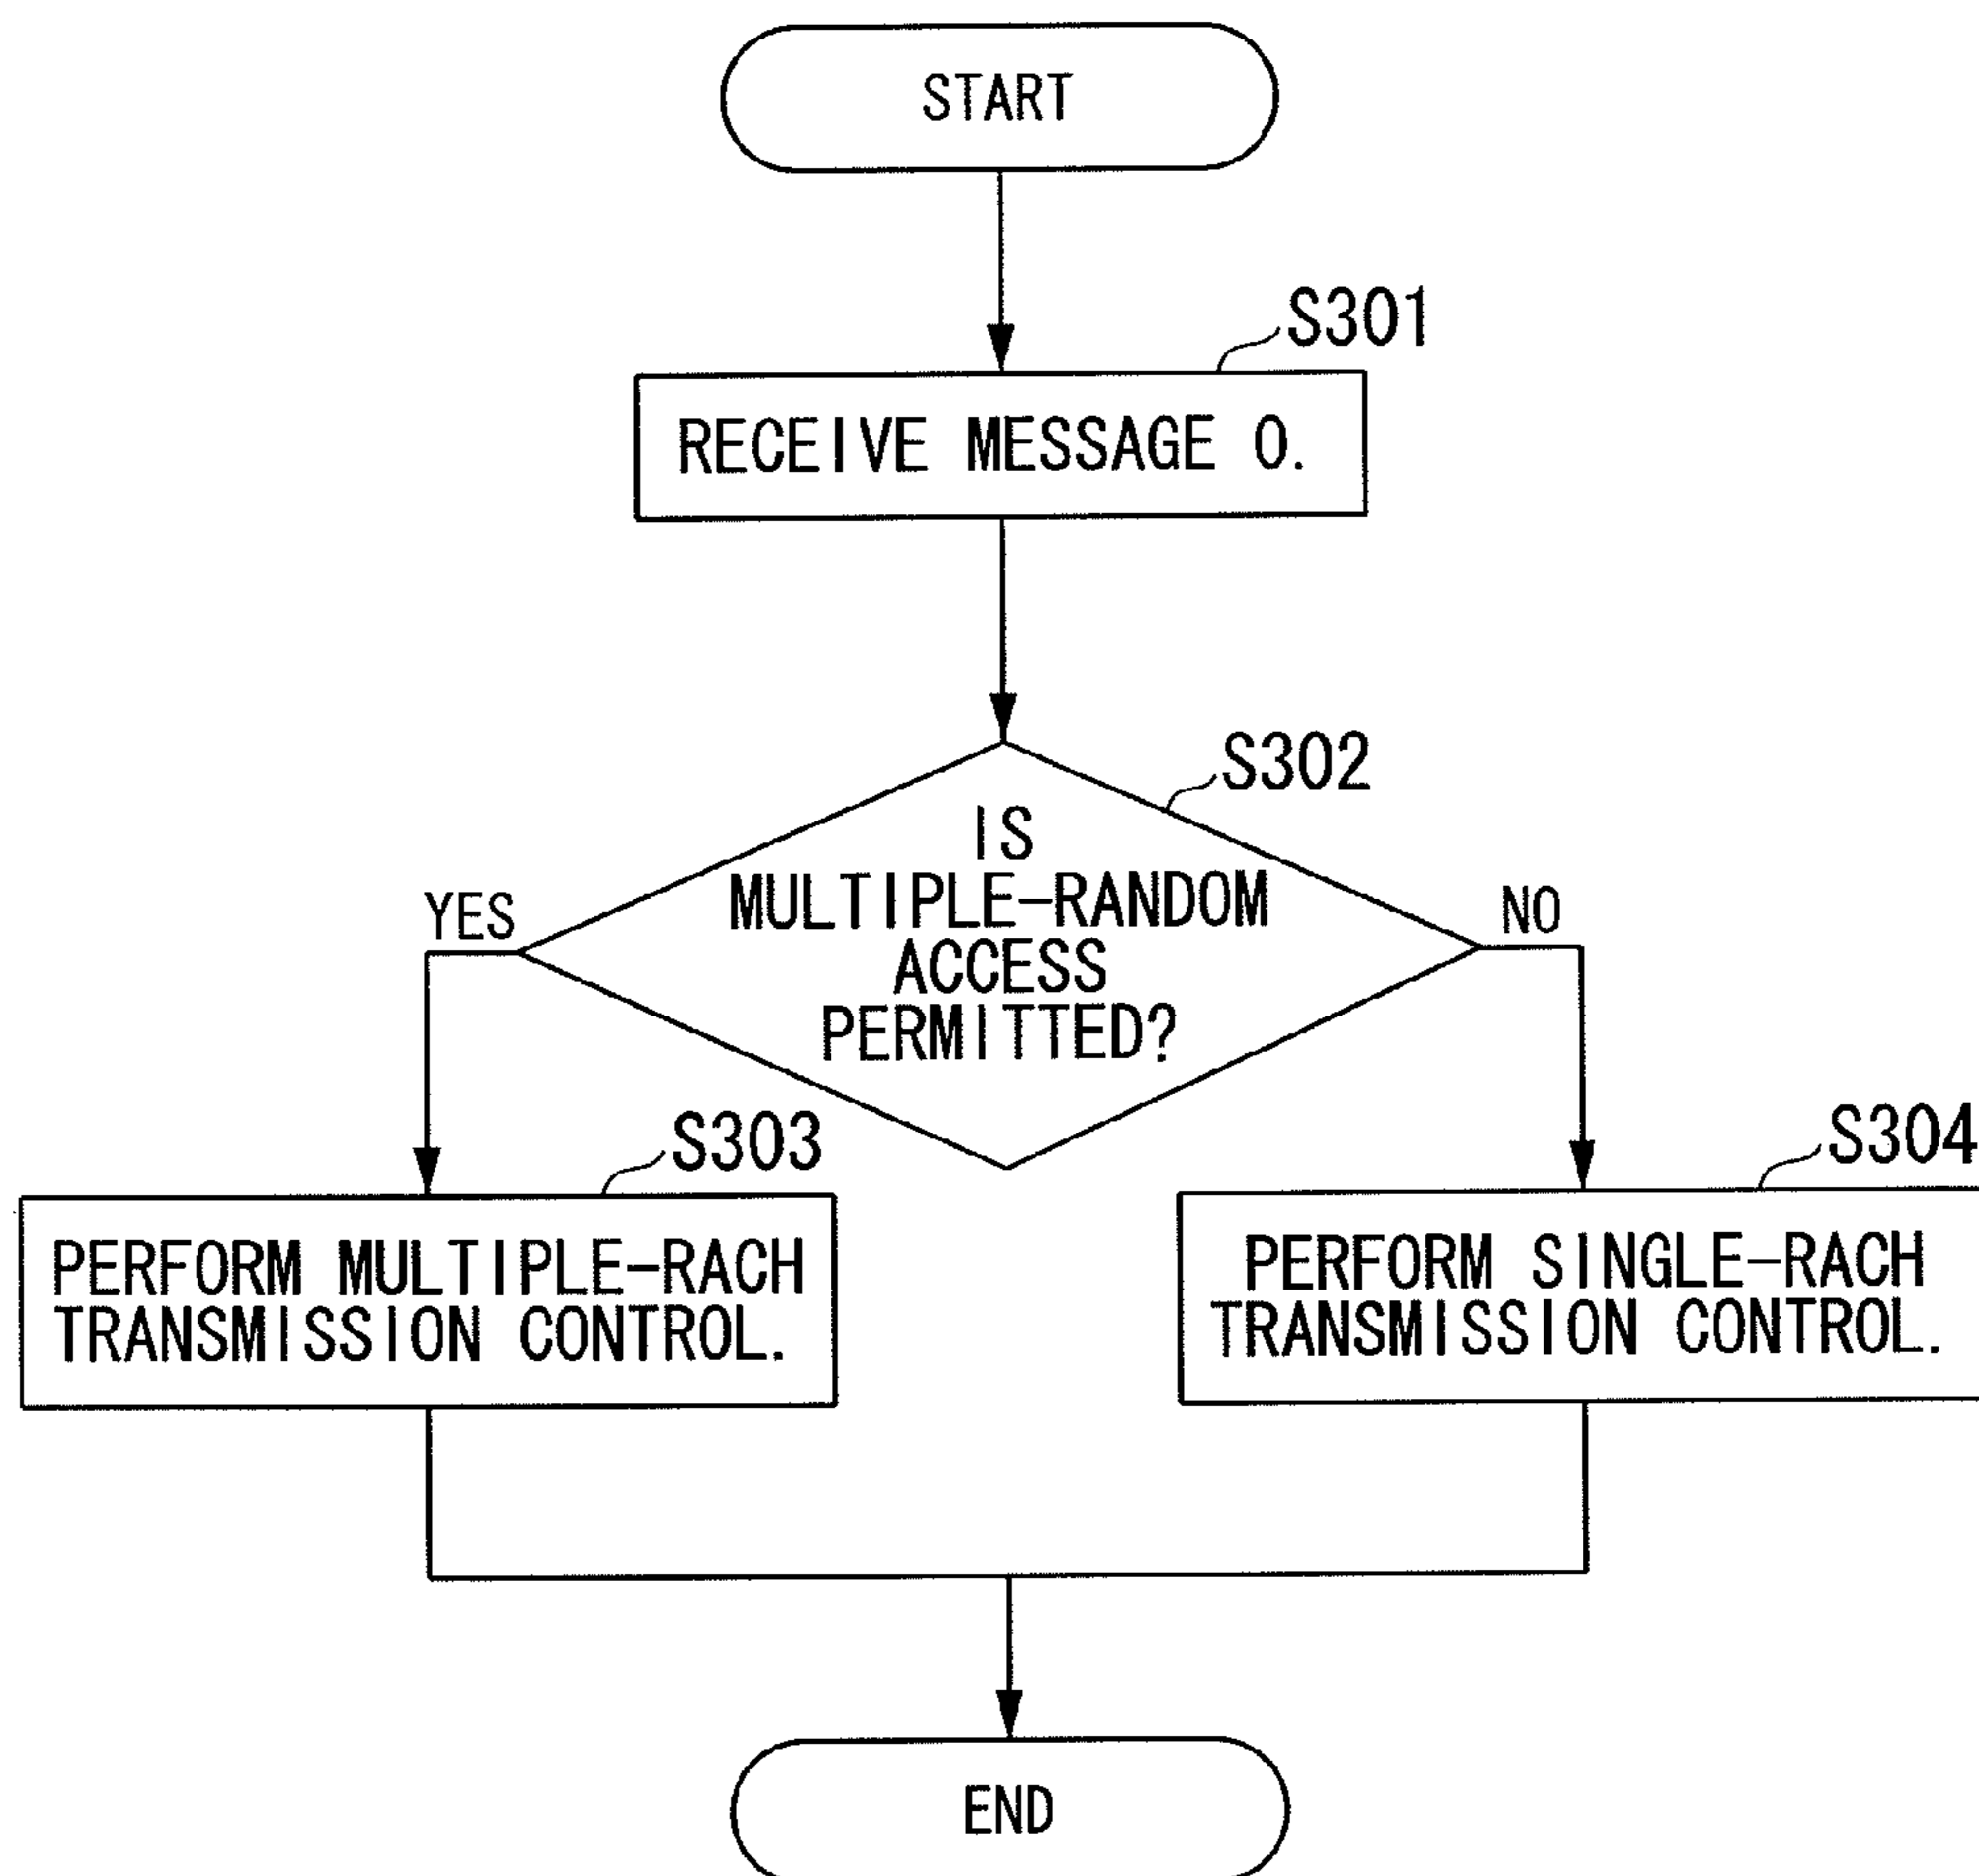 START
S301
RECEIVE MESSAGE 0.
S302
IS
MULTIPLE-RANDOM
ACCESS
PERMITTED?
YES
NO
S303
S304
PERFORM MULTIPLE-RACH
TRANSMISSION CONTROL.
PERFORM SINGLE-RACH
TRANSMISSION CONTROL.
END